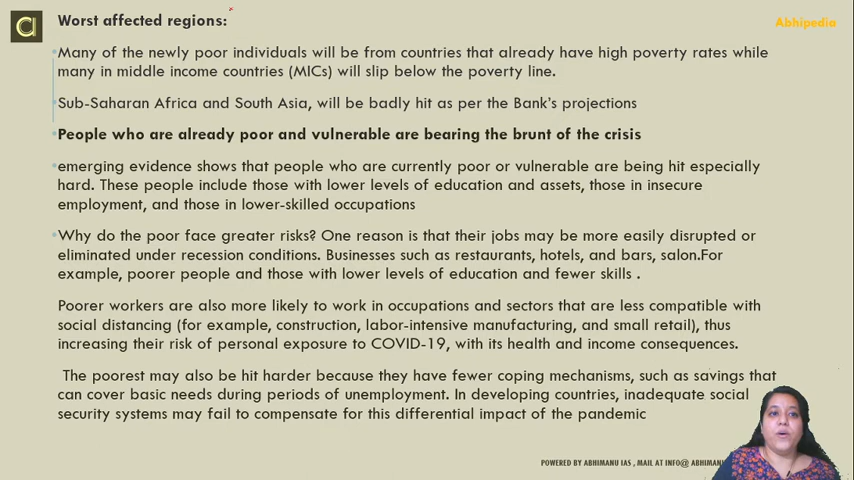 Worst affected regions:
Abhipedia
Many of the newly poor individuals will be from countries that already have high poverty rates while
many in middle income countries (MICs) will slip below the poverty line.
Sub-Saharan Africa and South Asia, will be badly hit as per the Bank's projections
People who are already poor and vulnerable are bearing the brunt of the crisis
emerging evidence shows that people who are currently poor or vulnerable are being hit especially
hard. These people include those with lower levels of education and assets, those in insecure
employment, and those in lower-skilled occupations
Why do the poor face greater risks? One reason is that their jobs may be more easily disrupted or
eliminated under recession conditions. Businesses such as restaurants, hotels, and bars, salon.For
example, poorer people and those with lower levels of education and fewer skills .
Poorer workers are also more likely to work in occupations and sectors that are less compatible with
social distancing (for example, construction, labor-intensive manufacturing, and small retail), thus
increasing their risk of personal exposure to COVID-19, with its health and income consequences.
The poorest may also be hit harder because they have fewer coping mechanisms, such as savings that
can cover basic needs during periods of unemployment. In developing countries, inadequate social
security systems may fail to compensate for this differential impact of the pandemic
POWERED BY ABHIMANU IAS , MAIL AT INFO@ ABHIMAN